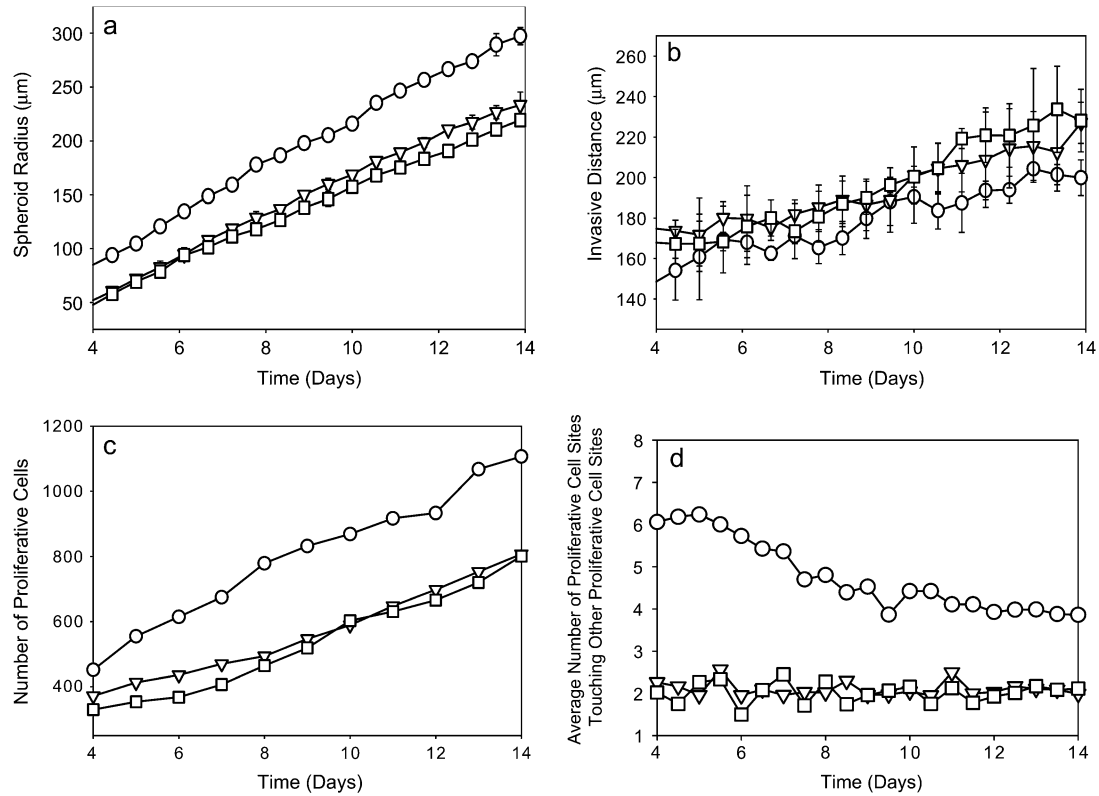 a
300
250
200
150
100
50
Spheroid Radius (μm)
4 6 8 10 12 14
Time (Days)
b
260
240
220
200
180
160
140
Invasive Distance (μm)
4 6 8 10 12 14
Time (Days)
c
1200
1000
800
600
400
Number of Proliferative Cells
4 6 8 10 12 14
Time (Days)
d
8
7
6
5
4
3
2
1
Average Number of Proliferative Cell Sites
Touching Other Proliferative Cell Sites
4 6 8 10 12 14
Time (Days)